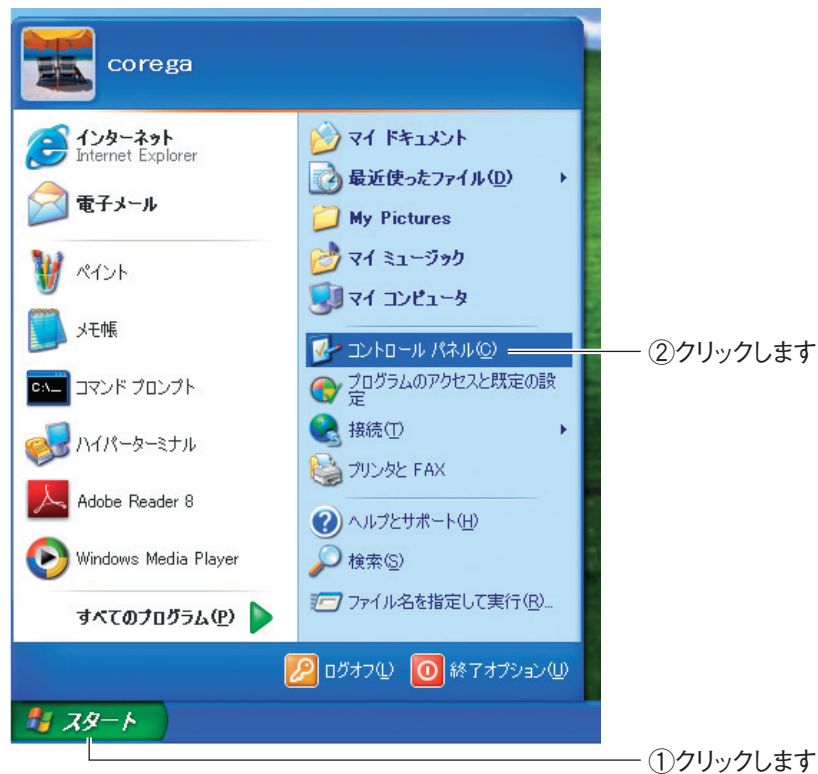 corega
インターネット
Internet Explorer
電子メール
ペイント
メモ帳
C:\_
コマンド プロンプト
ハイパーターミナル
Adobe Reader 8
Windows Media Player
すべてのプログラム(P)
マイ ドキュメント
最近使ったファイル(D)
My Pictures
マイ ミュージック
マイ コンピュータ
コントロール パネル(C)
②クリックします
プログラムのアクセスと既定の設
定
接続(T)
プリンタと FAX
ヘルプとサポート(H)
検索(S)
ファイル名を指定して実行(R)...
ログオフ(L)
終了オプション(U)
スタート
①クリックします